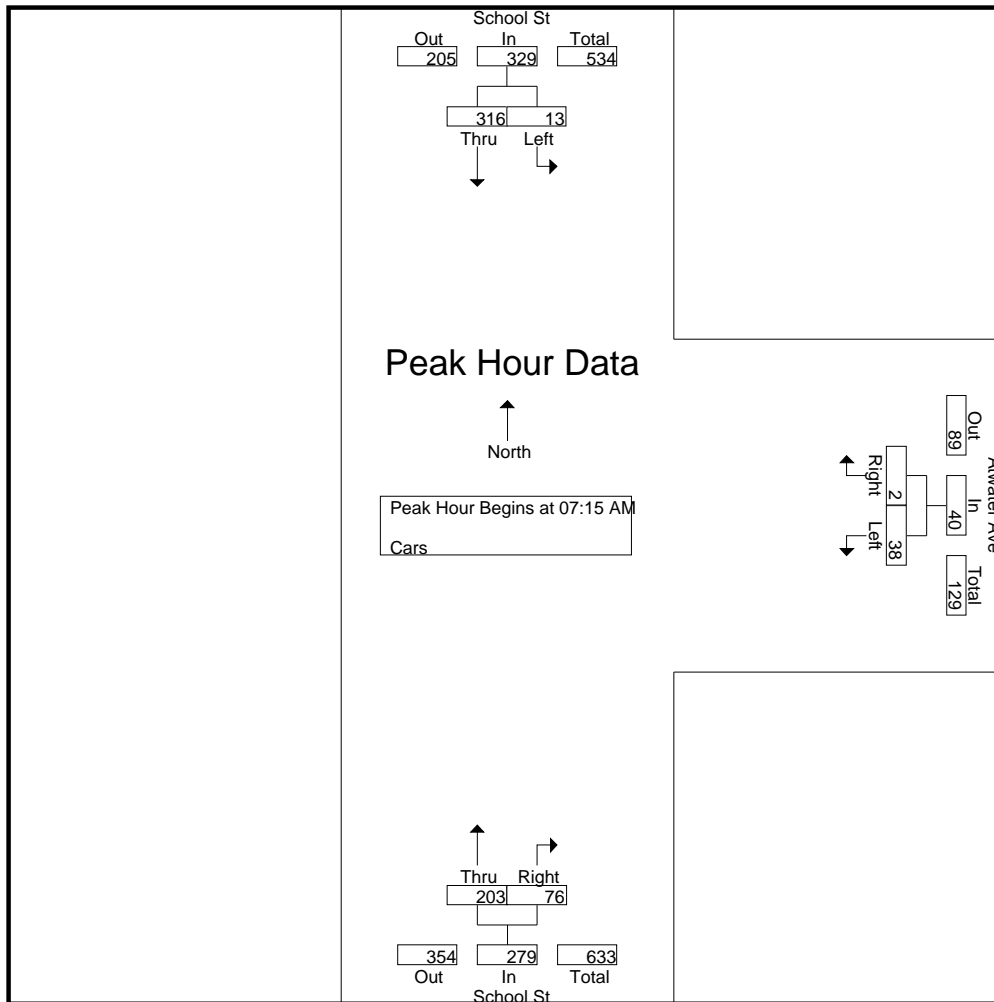 School St
Out In Total
205 329 534
316 13
Thru Left
Peak Hour Data
North
Peak Hour Begins at 07:15 AM
Cars
Right Left
2 38
Out In Total
89 40 129
Atwater Ave
Thru Right
203 76
354 279 633
Out In Total
School St